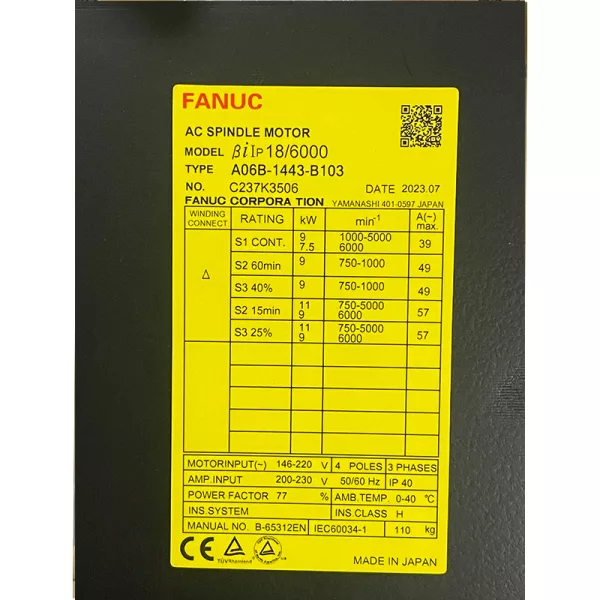 FANUC
AC SPINDLE MOTOR
MODEL βiIP 18/6000
TYPE A06B-1443-B103
NO. C237K3506 DATE 2023.07
FANUC CORPORA TION YAMANASHI 401-0597 JAPAN
WINDING CONNECT RATING kW min-1 A(~) max.
Δ
S1 CONT. 9 1000-5000 39
7.5 6000
S2 60min 9 750-1000 49
S3 40% 9 750-1000 49
S2 15min 11 750-5000 57
9 6000
S3 25% 11 750-5000 57
9 6000
MOTORINPUT(~) 146-220 V 4 POLES 3 PHASES
AMP.INPUT 200-230 V 50/60 Hz IP 40
POWER FACTOR 77 % AMB.TEMP. 0-40 ℃
INS.SYSTEM INS.CLASS H
MANUAL NO. B-65312EN IEC60034-1 110 kg
CE TÜVRheinland
MADE IN JAPAN